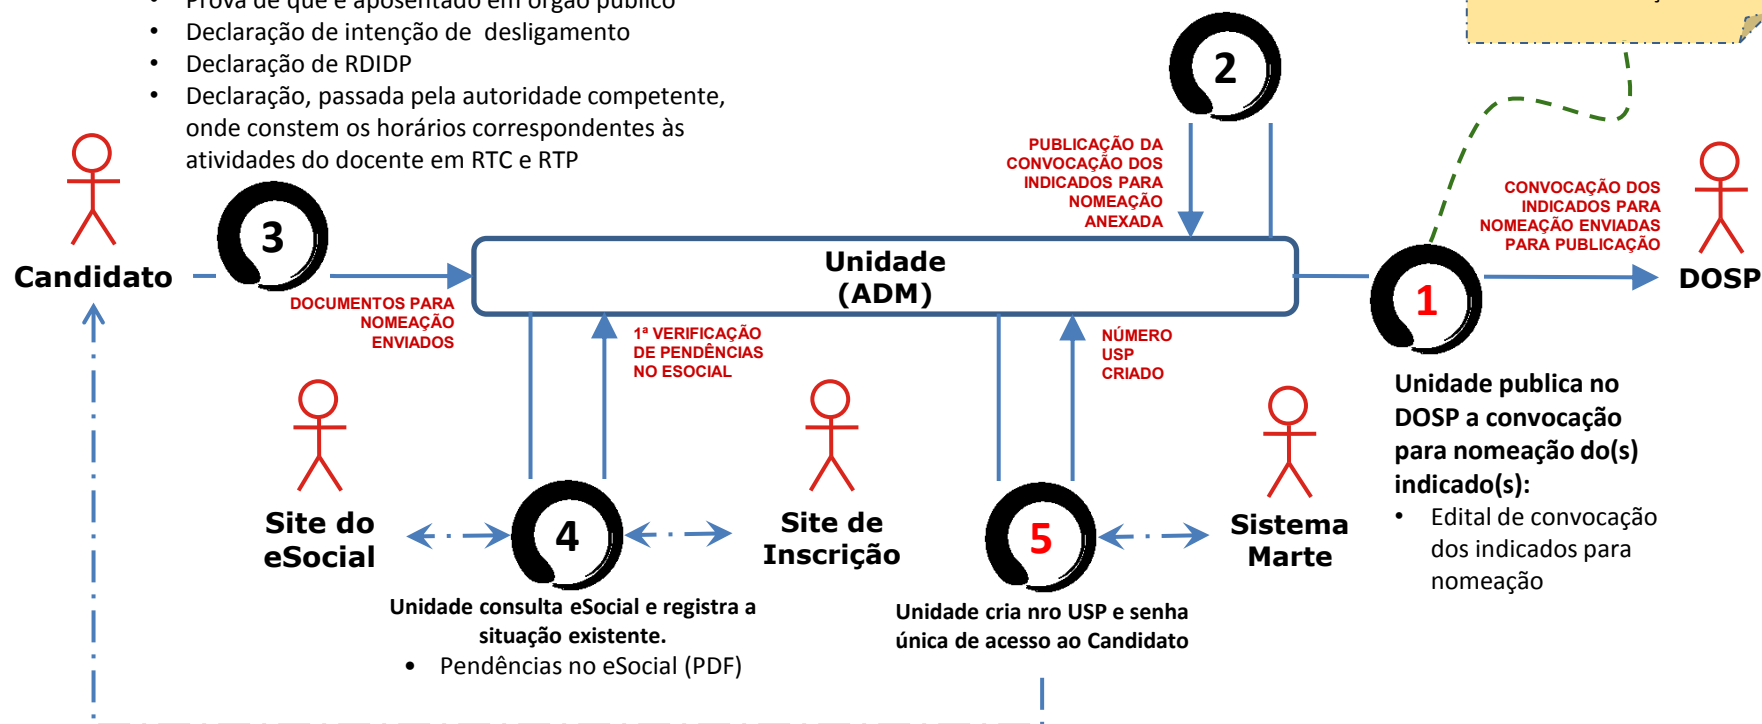 Prova de que é aposentado em órgão público
• Declaração de intenção de desligamento
• Declaração de RDIDP
• Declaração, passada pela autoridade competente,
onde constem os horários correspondentes às
atividades do docente em RTC e RTP
2
PUBLICAÇÃO DA
CONVOCAÇÃO DOS
INDICADOS PARA
NOMEAÇÃO
ANEXADA
CONVOCAÇÃO DOS
INDICADOS PARA
NOMEAÇÃO ENVIADAS
PARA PUBLICAÇÃO
Candidato
3
Unidade
(ADM)
1
DOSP
DOCUMENTOS PARA
NOMEAÇÃO
ENVIADOS
1ª VERIFICAÇÃO
DE PENDÊNCIAS
NO ESOCIAL
NÚMERO
USP
CRIADO
Unidade publica no
DOSP a convocação
para nomeação do(s)
indicado(s):
• Edital de convocação
dos indicados para
nomeação
Site do
eSocial
4
Site de
Inscrição
5
Sistema
Marte
Unidade consulta eSocial e registra a
situação existente.
• Pendências no eSocial (PDF)
Unidade cria nro USP e senha
única de acesso ao Candidato